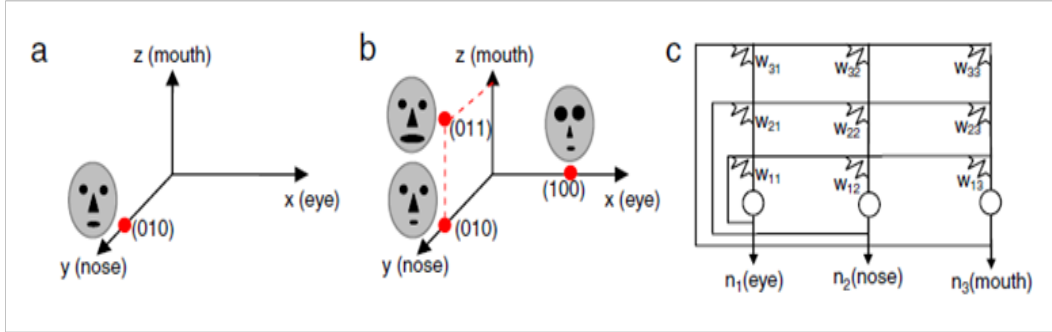 a
z (mouth)
x (eye)
(010)
y (nose)
b
z (mouth)
(011)
(100)
x (eye)
(010)
y (nose)
c
w31
w32
w33
w21
w22
w23
w11
w12
w13
n1(eye)
n2(nose)
n3(mouth)